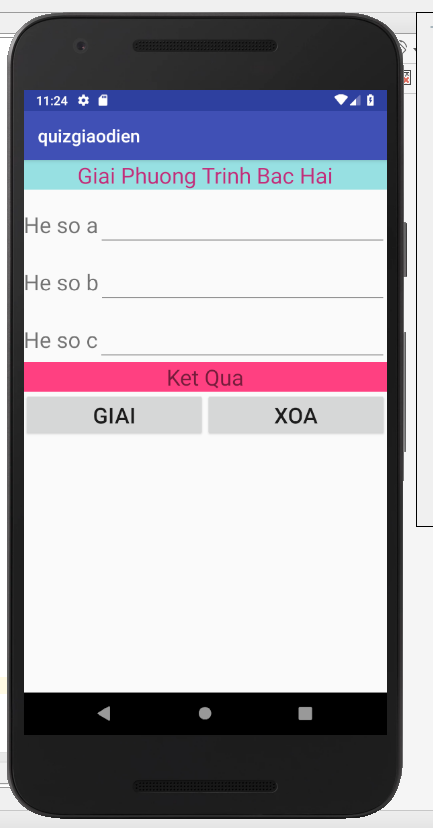 11:24
quizgiaodien
Giai Phuong Trinh Bac Hai
He so a
He so b
He so c
Ket Qua
GIAI XOA